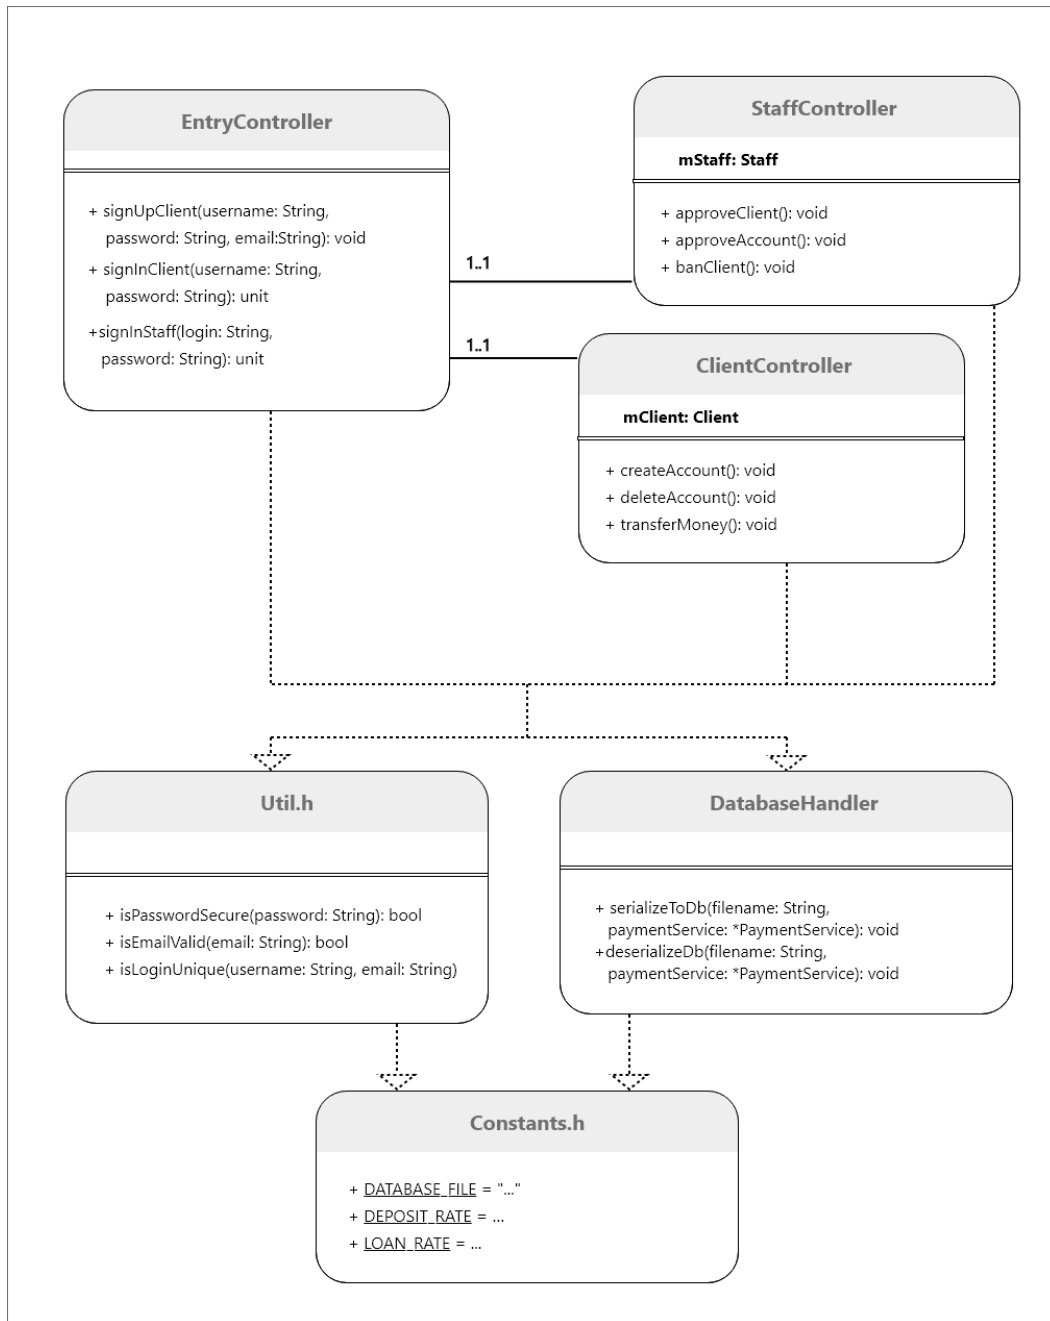 EntryController
+ signUpClient(username: String,
password: String, email:String): void
+ signInClient(username: String,
password: String): unit
+signInStaff(login: String,
password: String): unit
StaffController
mStaff: Staff
+ approveClient(): void
+ approveAccount(): void
+ banClient(): void
1..1
1..1
ClientController
mClient: Client
+ createAccount(): void
+ deleteAccount(): void
+ transferMoney(): void
Util.h
+ isPasswordSecure(password: String): bool
+ isEmailValid(email: String): bool
+ isLoginUnique(username: String, email: String)
DatabaseHandler
+ serializeToDb(filename: String,
paymentService: *PaymentService): void
+deserializeDb(filename: String,
paymentService: *PaymentService): void
Constants.h
+ DATABASE_FILE = "..."
+ DEPOSIT_RATE = ...
+ LOAN_RATE = ...